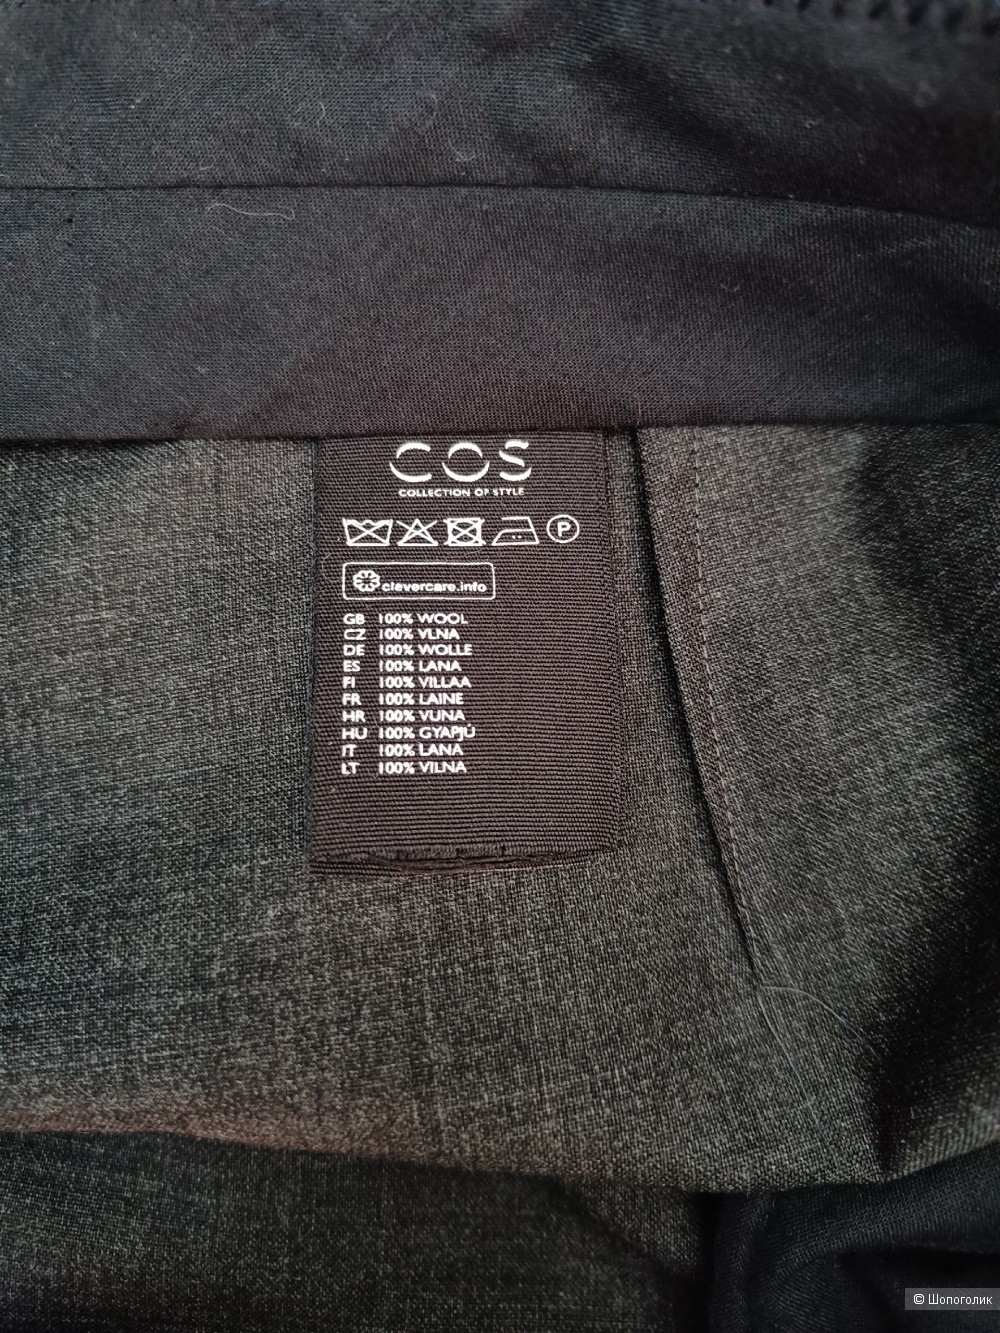 COS
COLLECTION OF STYLE
P
clevercare.info
GB 100% WOOL
CZ 100% VLNA
DE 100% WOLLE
ES 100% LANA
FI 100% VILLAA
FR 100% LAINE
HR 100% VUNA
HU 100% GYAPJÚ
IT 100% LANA
LT 100% VILNA
© Шопоголик